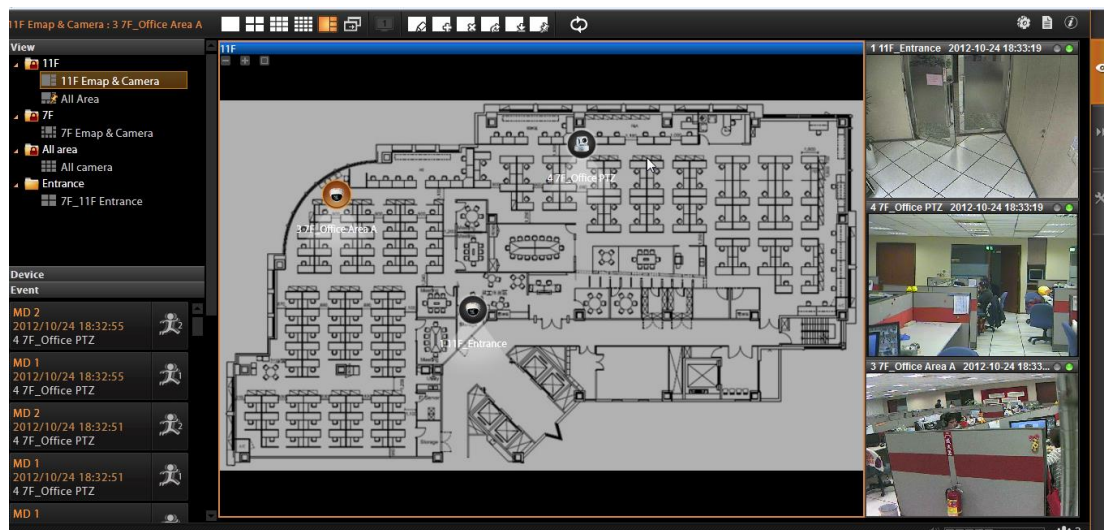 11F Emap & Camera : 3 7F_Office Area A
View
11F
11F Emap & Camera
All Area
7F
7F Emap & Camera
All area
All camera
Entrance
7F_11F Entrance
Device
Event
MD 2
2012/10/24 18:32:55
4 7F_Office PTZ
MD 1
2012/10/24 18:32:55
4 7F_Office PTZ
MD 2
2012/10/24 18:32:51
4 7F_Office PTZ
MD 1
2012/10/24 18:32:51
4 7F_Office PTZ
MD 1
11F
4 7F_Office PTZ
3 7F_Office Area A
1 11F_Entrance
1 11F_Entrance 2012-10-24 18:33:19
4 7F_Office PTZ 2012-10-24 18:33:19
3 7F_Office Area A 2012-10-24 18:33...